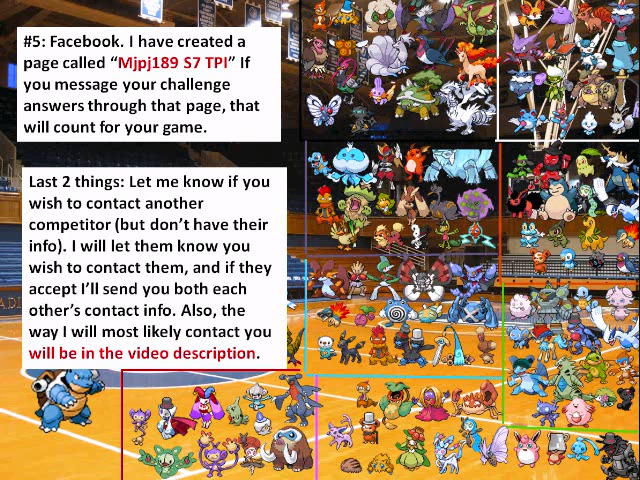 #5: Facebook. I have created a
page called “Mjpj189 S7 TPI” If
you message your challenge
answers through that page, that
will count for your game.
Last 2 things: Let me know if you
wish to contact another
competitor (but don’t have their
info). I will let them know you
wish to contact them, and if they
accept I’ll send you both each
other’s contact info. Also, the
way I will most likely contact you
will be in the video description.